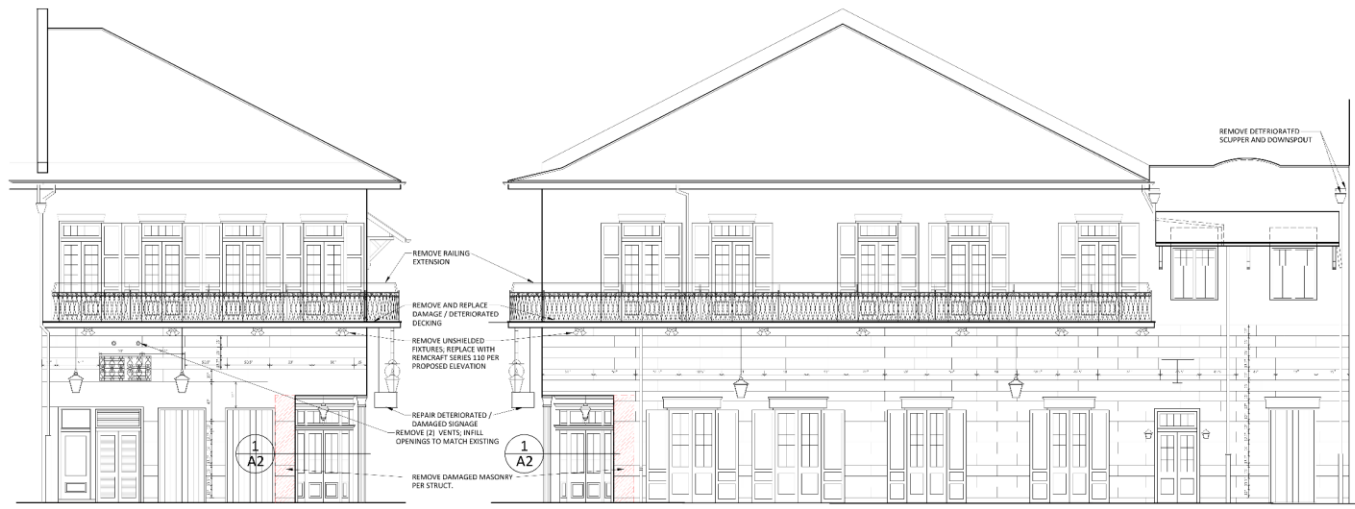 REMOVE DETERIORATED
SCUPPER AND DOWNSPOUT
REMOVE RAILING
EXTENSION
REMOVE AND REPLACE
DAMAGE / DETERIORATED
DECKING
REMOVE UNSHIELDED
FIXTURES; REPLACE WITH
REMCRAFT SERIES 110 PER
PROPOSED ELEVATION
REPAIR DETERIORATED /
DAMAGED SIGNAGE
REMOVE (2) VENTS; INFILL
OPENINGS TO MATCH EXISTING
1
A2
1
A2
REMOVE DAMAGED MASONRY
PER STRUCT.